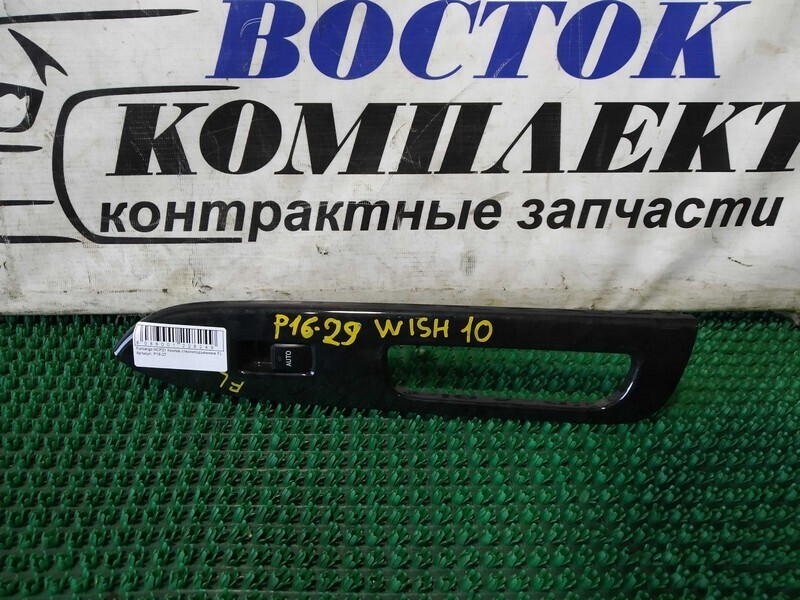 ВОСТОК
КОМПЛЕКТ
контрактные запчасти
P16-29 WISH 10
AUTO
FL